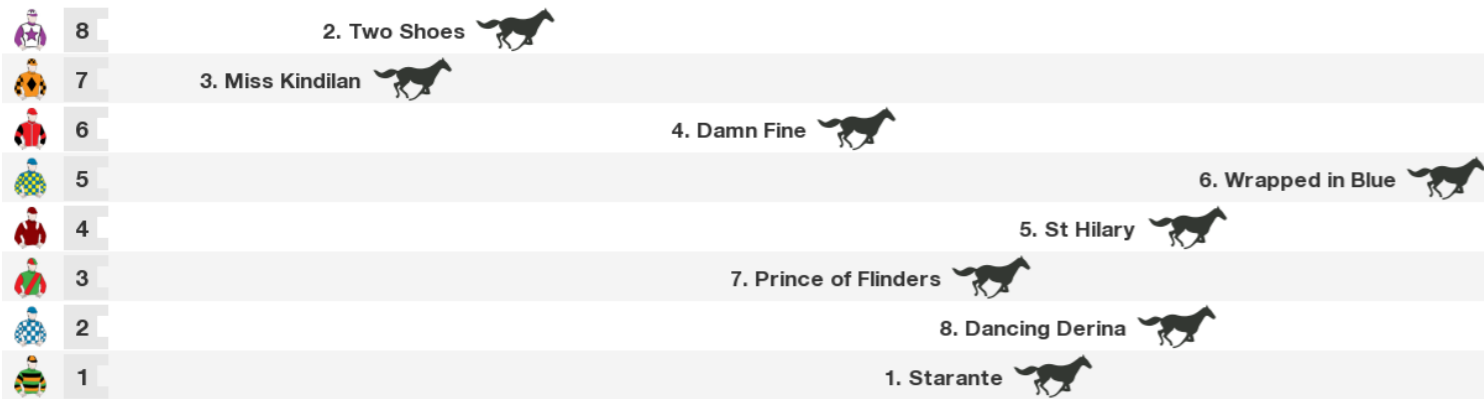 8 2. Two Shoes
7 3. Miss Kindilan
6 4. Damn Fine
5 6. Wrapped in Blue
4 5. St Hilary
3 7. Prince of Flinders
2 8. Dancing Derina
1 1. Starante